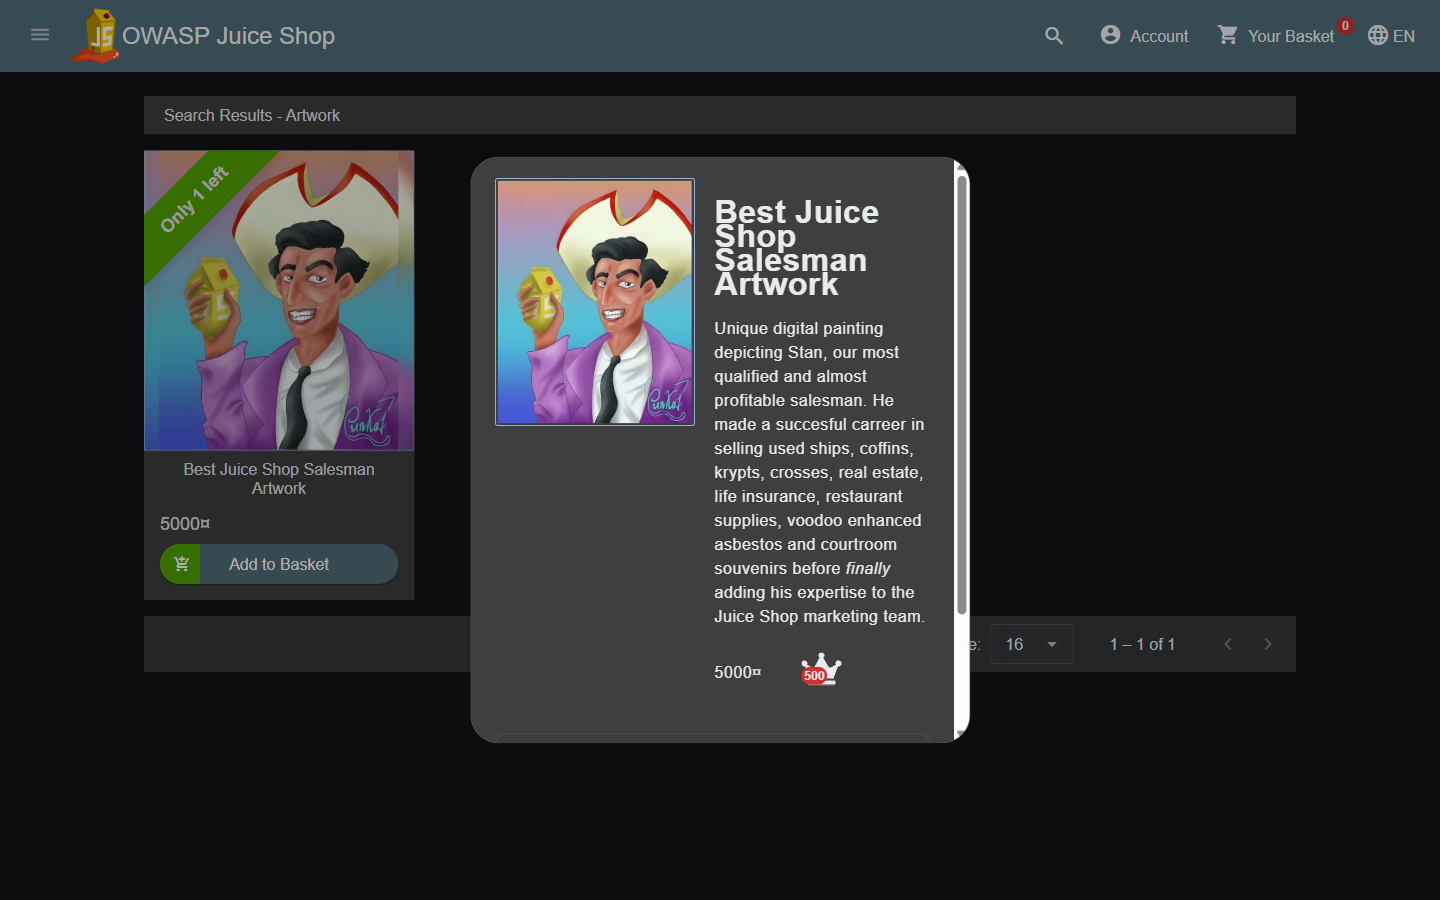 OWASP Juice Shop
Account
Your Basket
0
EN
Search Results - Artwork
Only 1 left
Best Juice Shop Salesman
Artwork
5000¤
Add to Basket
Best Juice
Shop
Salesman
Artwork
Unique digital painting
depicting Stan, our most
qualified and almost
profitable salesman. He
made a succesful carreer in
selling used ships, coffins,
krypts, crosses, real estate,
life insurance, restaurant
supplies, voodoo enhanced
asbestos and courtroom
souvenirs before finally
adding his expertise to the
Juice Shop marketing team.
5000¤
500
e:
16
1 – 1 of 1